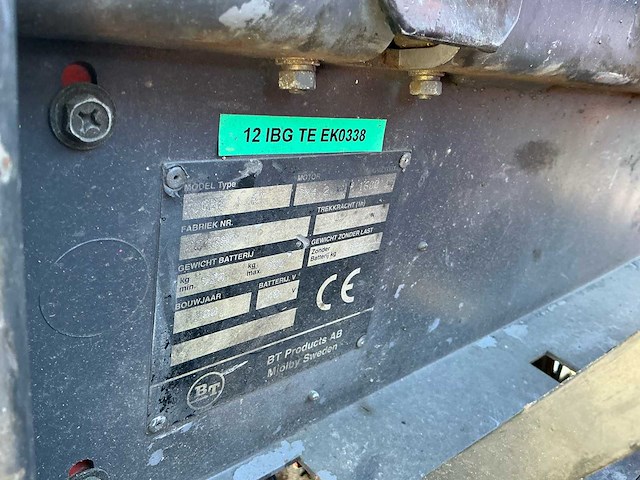 12 IBG TE EK0338
MODEL Type MOTOR
FABRIEK NR. TREKKRACHT (1h)
GEWICHT BATTERIJ GEWICHT ZONDER LAST
kg min. kg max. Zonder Batterij kg
BOUWJAAR BATTERIJ. V
CE
BT
BT Products AB
Mjölby Sweden